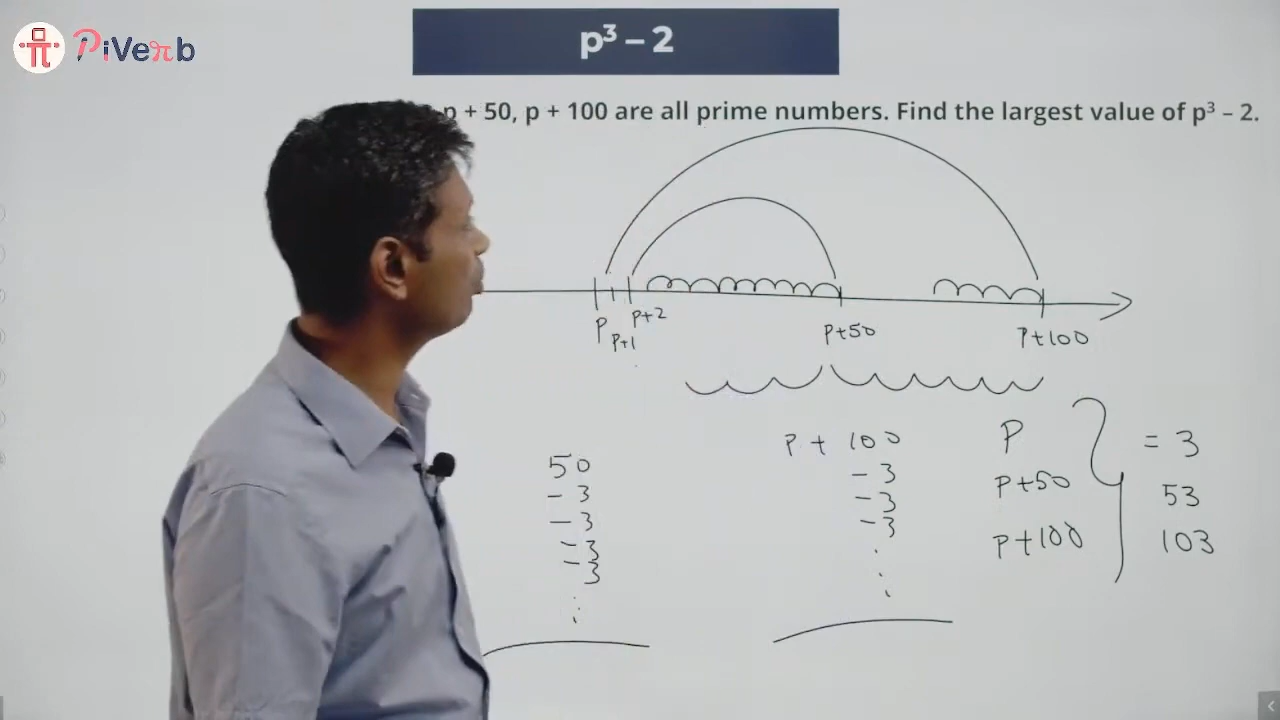 PiVerb
p³ – 2
p + 50, p + 100 are all prime numbers. Find the largest value of p³ – 2.
P
P+1
P+2
P+50
P+100
50
- 3
- 3
- 3
- 3
P + 100
- 3
- 3
- 3
P
P+50
P+100
= 3
53
103